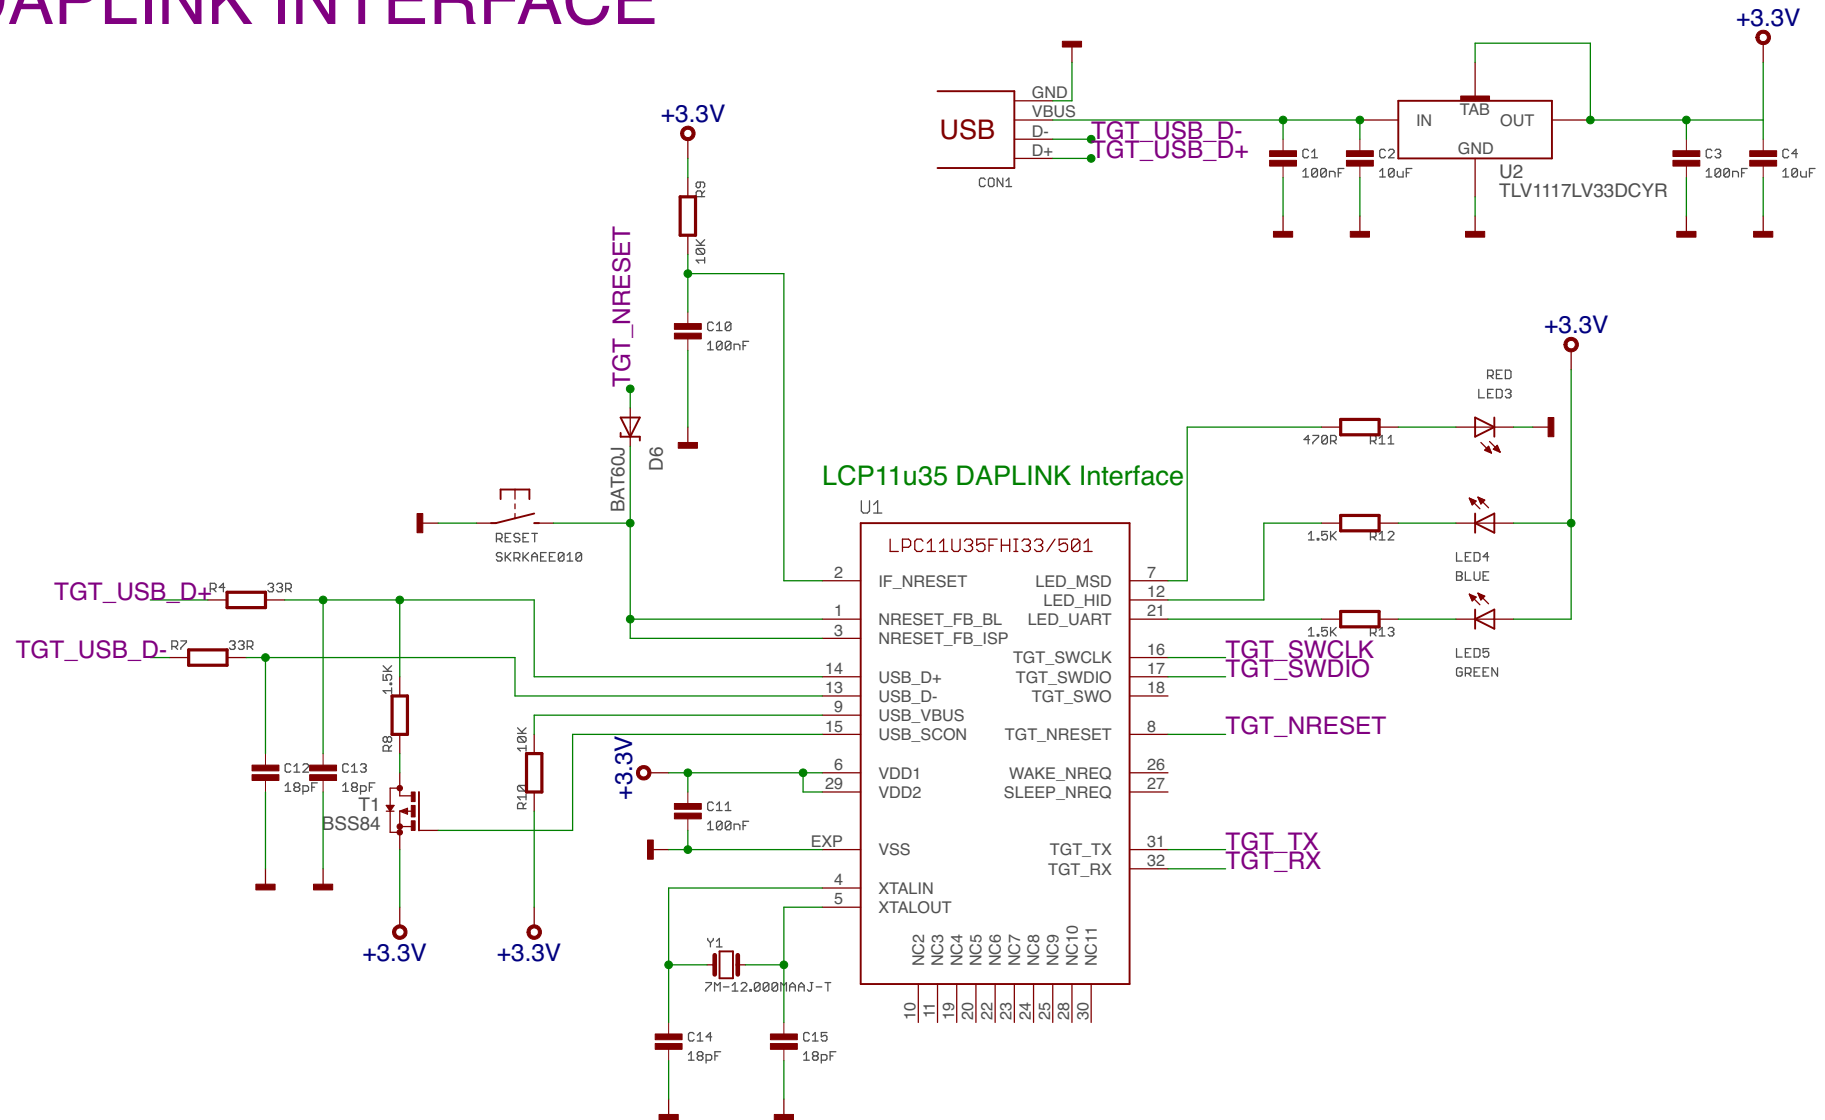 DAPLINK INTERFACE
+3.3V
GND
VBUS
USB
D-
TGT_USB_D-
D+
TGT_USB_D+
CON1
TAB
IN
OUT
GND
U2
TLV1117LV33DCYR
C1
100nF
C2
10uF
C3
100nF
C4
10uF
+3.3V
R9
10K
TGT_NRESET
C10
100nF
BAT60J
D6
RESET
SKRKAEE010
+3.3V
RED
LED3
470R
R11
1.5K
R12
LED4
BLUE
1.5K
R13
LED5
GREEN
LCP11u35 DAPLINK Interface
U1
LPC11U35FHI33/501
2
IF_NRESET
1
NRESET_FB_BL
3
NRESET_FB_ISP
14
USB_D+
13
USB_D-
9
USB_VBUS
15
USB_SCON
6
VDD1
29
VDD2
EXP
VSS
4
XTALIN
5
XTALOUT
LED_MSD
7
LED_HID
12
LED_UART
21
TGT_SWCLK
16
TGT_SWCLK
TGT_SWDIO
17
TGT_SWDIO
TGT_SWO
18
TGT_NRESET
8
TGT_NRESET
WAKE_NREQ
26
SLEEP_NREQ
27
TGT_TX
31
TGT_TX
TGT_RX
32
TGT_RX
NC2
NC3
NC4
NC5
NC6
NC7
NC8
NC9
NC10
NC11
10
11
19
20
22
23
24
25
28
30
TGT_USB_D+
R4
33R
TGT_USB_D-
R7
33R
1.5K
R8
10K
R10
C12
18pF
C13
18pF
T1
BSS84
+3.3V
+3.3V
+3.3V
C11
100nF
Y1
7M-12.000MAAJ-T
C14
18pF
C15
18pF